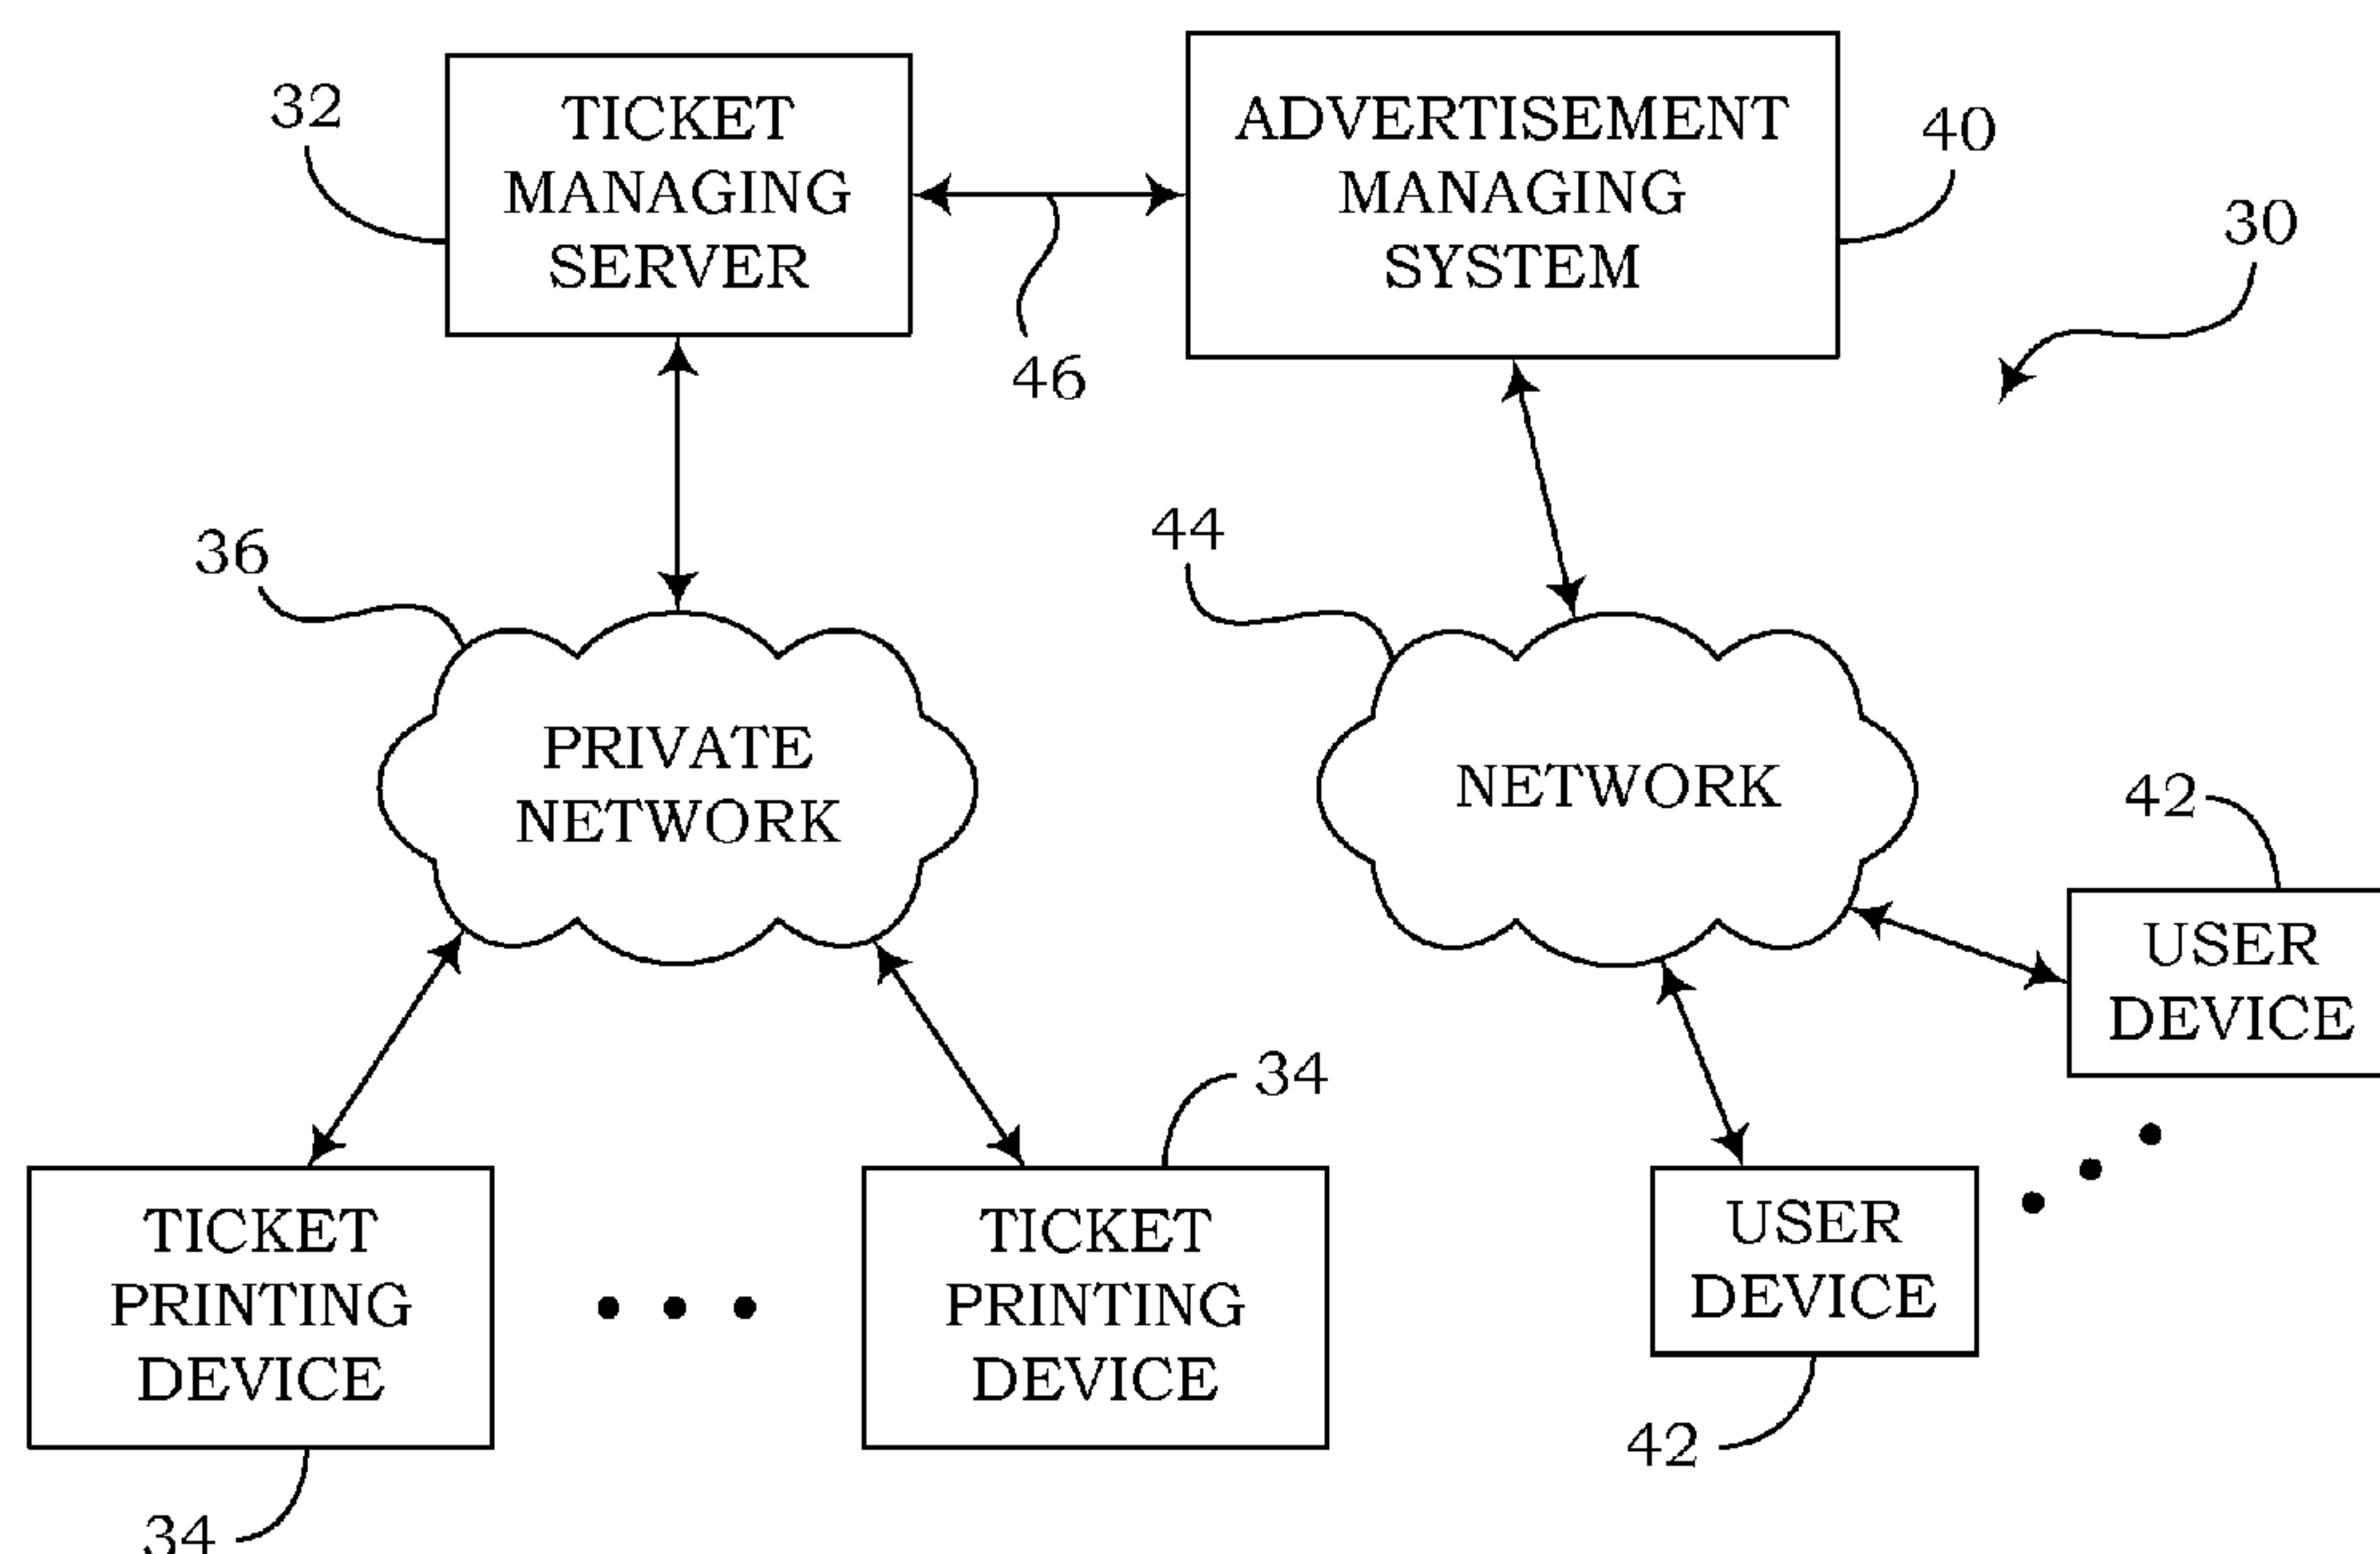 32
TICKET
MANAGING
SERVER
ADVERTISEMENT
MANAGING
SYSTEM
40
30
46
36
44
PRIVATE
NETWORK
NETWORK
42
USER
DEVICE
34
TICKET
PRINTING
DEVICE
TICKET
PRINTING
DEVICE
USER
DEVICE
42
34